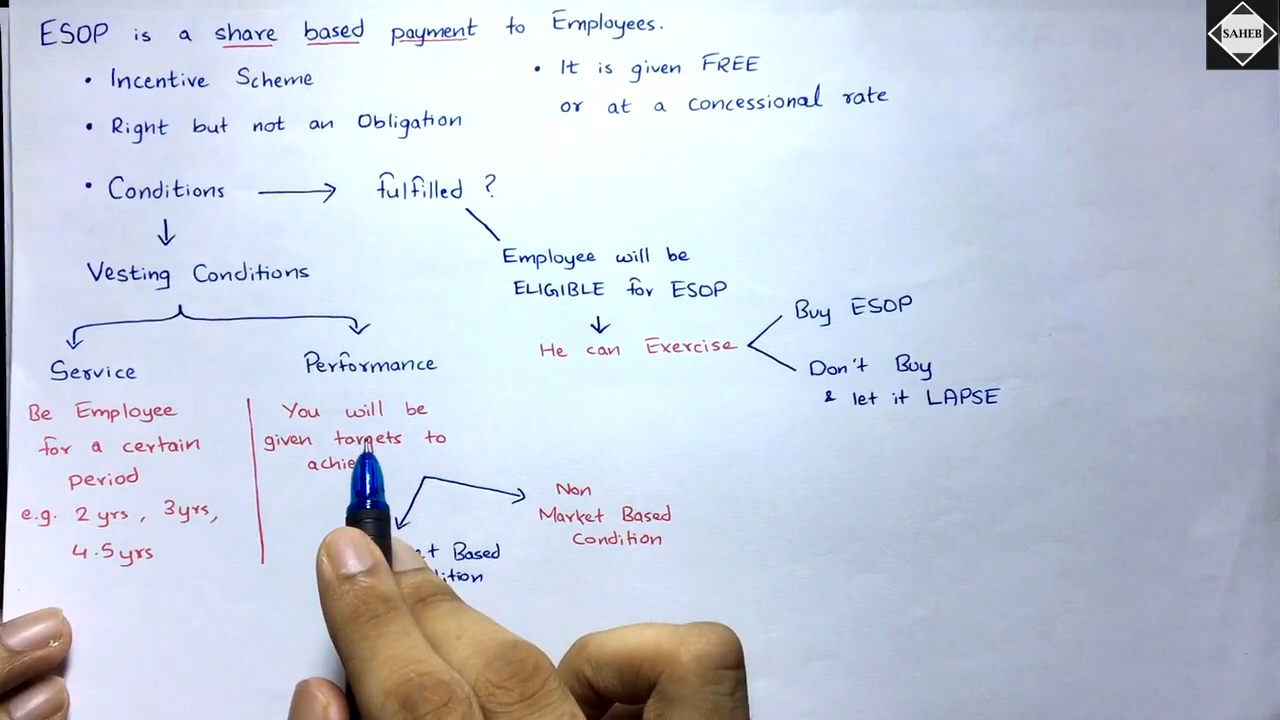 ESOP is a share based payment to Employees.
• Incentive Scheme
• Right but not an Obligation
• It is given FREE
or at a concessional rate
• Conditions → fulfilled ?
Employee will be
ELIGIBLE for ESOP
He can Exercise
Buy ESOP
Don't Buy
& let it LAPSE
Vesting Conditions
Service
Be Employee
for a certain
period
e.g. 2 yrs, 3yrs,
4.5yrs
Performance
You will be
given targets to
Based
Non
Market Based
Condition
SAHEB